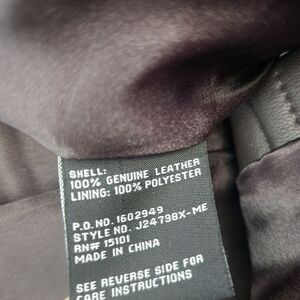 SHELL:
100% GENUINE LEATHER
LINING: 100% POLYESTER
P.O.NO.1602949
STYLE NO. J24798X-ME
RN# 15101
MADE IN CHINA
SEE REVERSE SIDE FOR
CARE INSTRUCTIONS